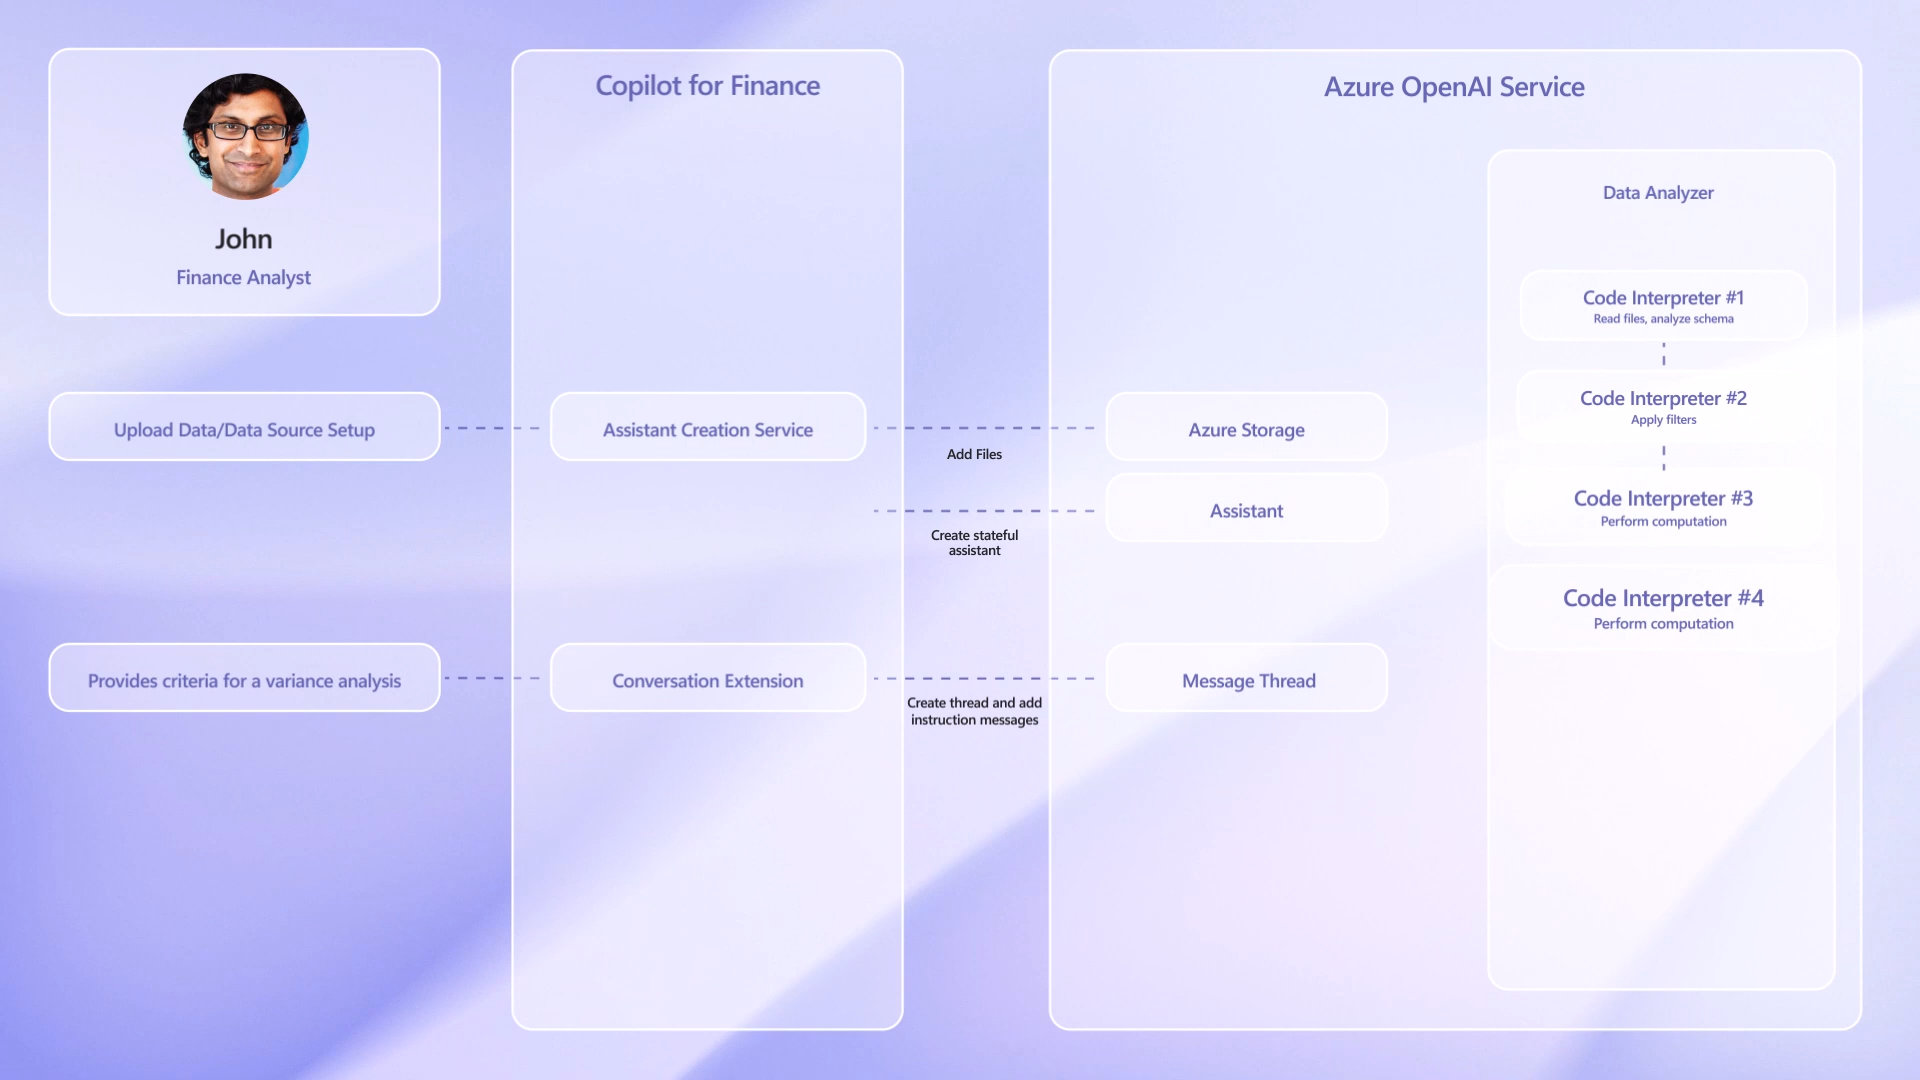 John
Finance Analyst
Upload Data/Data Source Setup
Provides criteria for a variance analysis
Copilot for Finance
Assistant Creation Service
Conversation Extension
Add Files
Create stateful
assistant
Create thread and add
instruction messages
Azure OpenAI Service
Azure Storage
Assistant
Message Thread
Data Analyzer
Code Interpreter #1
Read files, analyze schema
Code Interpreter #2
Apply filters
Code Interpreter #3
Perform computation
Code Interpreter #4
Perform computation